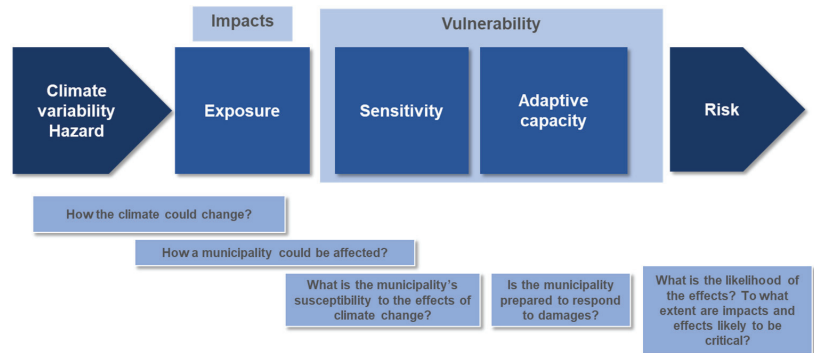 Impacts
Vulnerability
Climate
variability
Hazard
Exposure
Sensitivity
Adaptive
capacity
Risk
How the climate could change?
How a municipality could be affected?
What is the municipality's
susceptibility to the effects of
climate change?
Is the municipality
prepared to respond
to damages?
What is the likelihood of
the effects? To what
extent are impacts and
effects likely to be
critical?